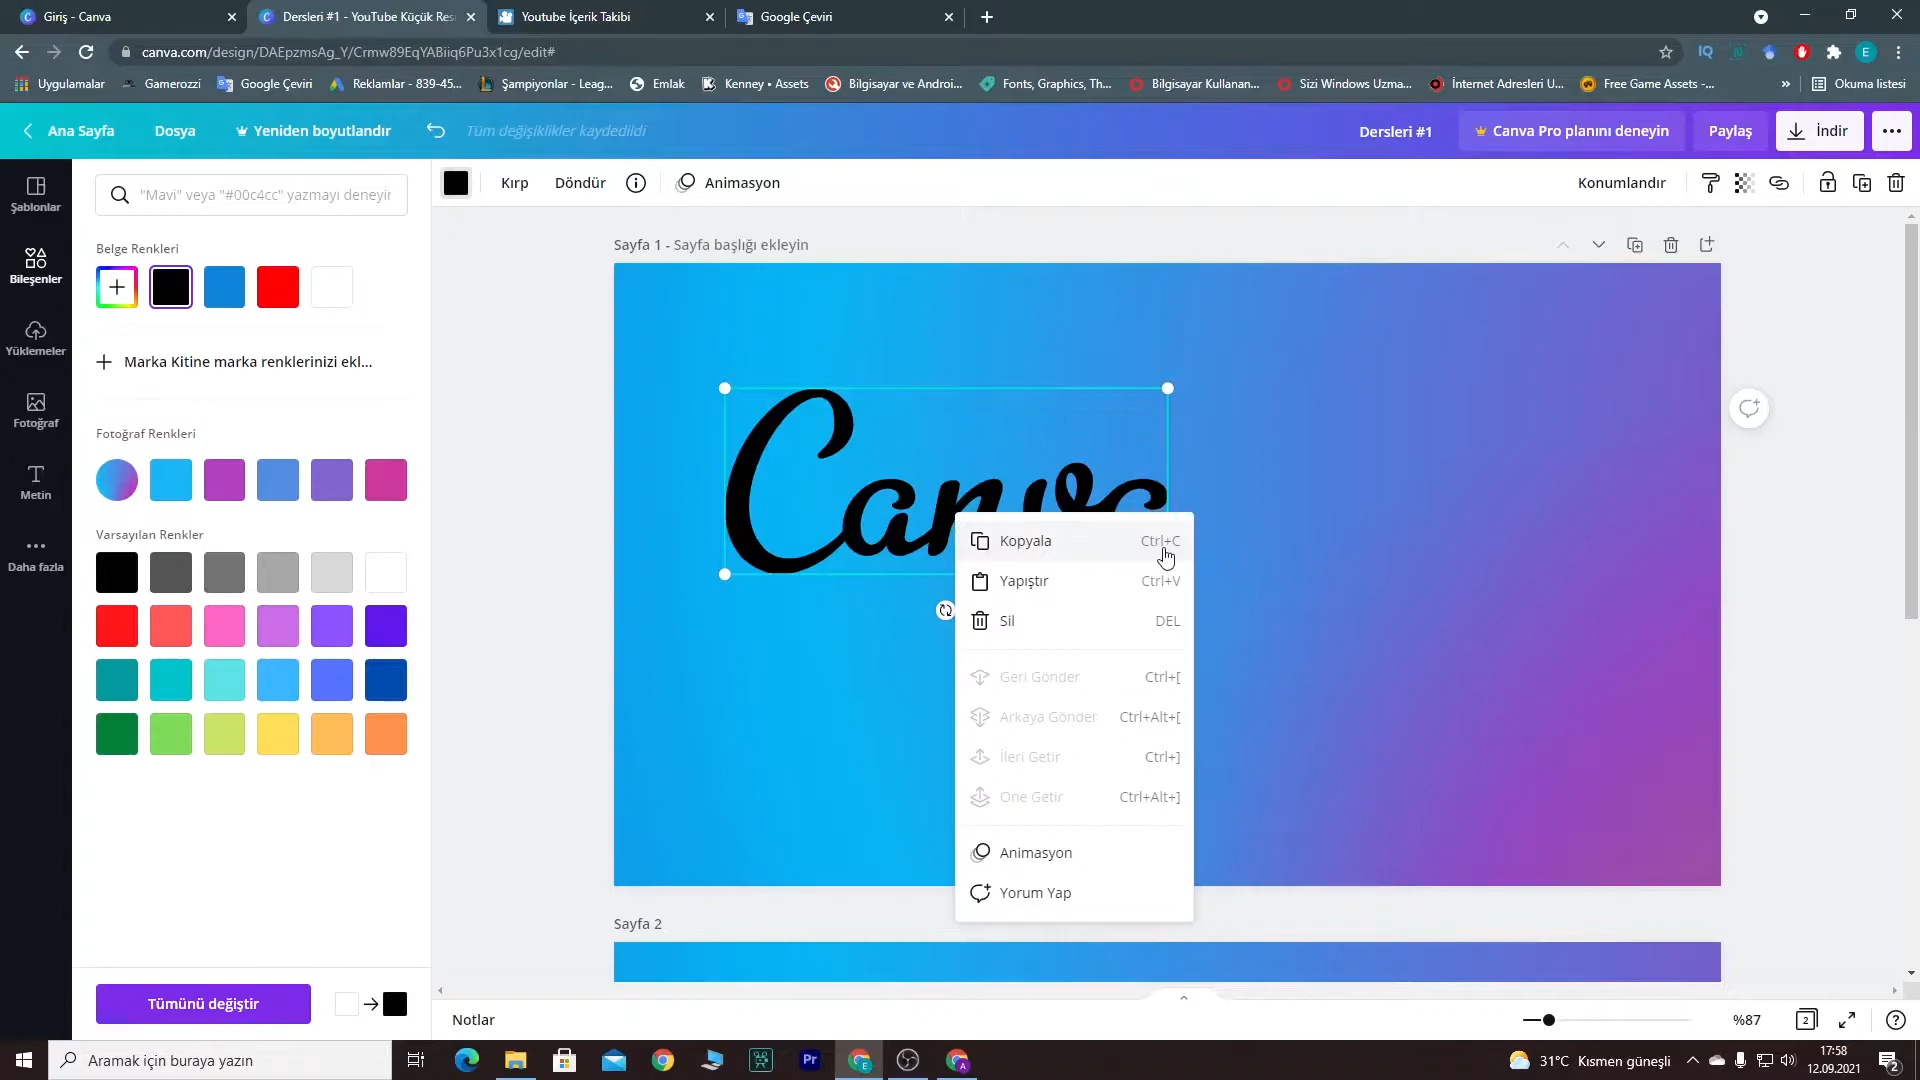 Giriş - Canva
Dersleri #1 - YouTube Küçük Res
Youtube İçerik Takibi
Google Çeviri
canva.com/design/DAEpzmsAg_Y/Crmw89EqYABiiq6Pu3x1cg/edit#
IQ
E
Uygulamalar
Gamerozzi
Google Çeviri
Reklamlar - 839-45...
Şampiyonlar - Leag...
Emlak
Kenney • Assets
Bilgisayar ve Androi...
Fonts, Graphics, Th...
Bilgisayar Kullanan...
Sizi Windows Uzma...
İnternet Adresleri U...
Free Game Assets -...
»
Okuma listesi
Ana Sayfa
Dosya
Yeniden boyutlandır
Tüm değişiklikler kaydedildi
Dersleri #1
Canva Pro planını deneyin
Paylaş
İndir
Şablonlar
Bileşenler
Yüklemeler
Fotoğraf
Metin
Daha fazla
"Mavi" veya "#00c4cc" yazmayı deneyin
Belge Renkleri
Marka Kitine marka renklerinizi ekl...
Fotoğraf Renkleri
Varsayılan Renkler
Tümünü değiştir
Kırp
Döndür
Animasyon
Konumlandır
Sayfa 1 - Sayfa başlığı ekleyin
Canva
Kopyala Ctrl+C
Yapıştır Ctrl+V
Sil DEL
Geri Gönder Ctrl+[
Arkaya Gönder Ctrl+Alt+[
İleri Getir Ctrl+]
Öne Getir Ctrl+Alt+]
Animasyon
Yorum Yap
Sayfa 2
Notlar
%87
2
Aramak için buraya yazın
Pr
31°C Kısmen güneşli
17:58
12.09.2021
2